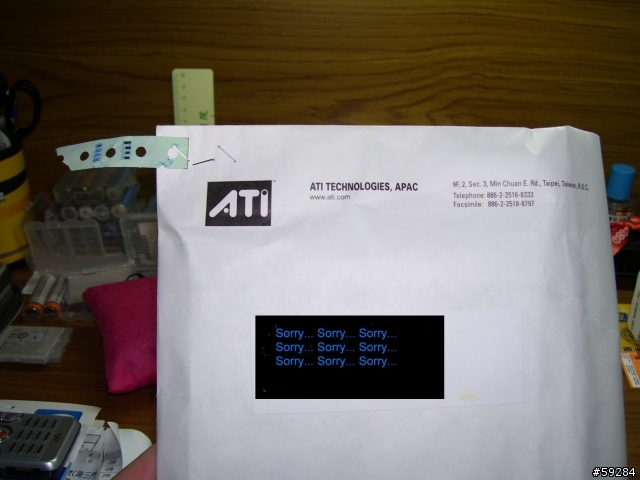 院
ATI
ATI TECHNOLOGIES, APAC
www.ati.com
9F, 2, Sec. 3, Min Chuan E. Rd., Taipei, Taiwan, R.O.C.
Telephone: 886-2-2516-8333
Facsimile: 886-2-2516-8797
Sorry... Sorry... Sorry...
Sorry... Sorry... Sorry...
Sorry... Sorry... Sorry...
#59284